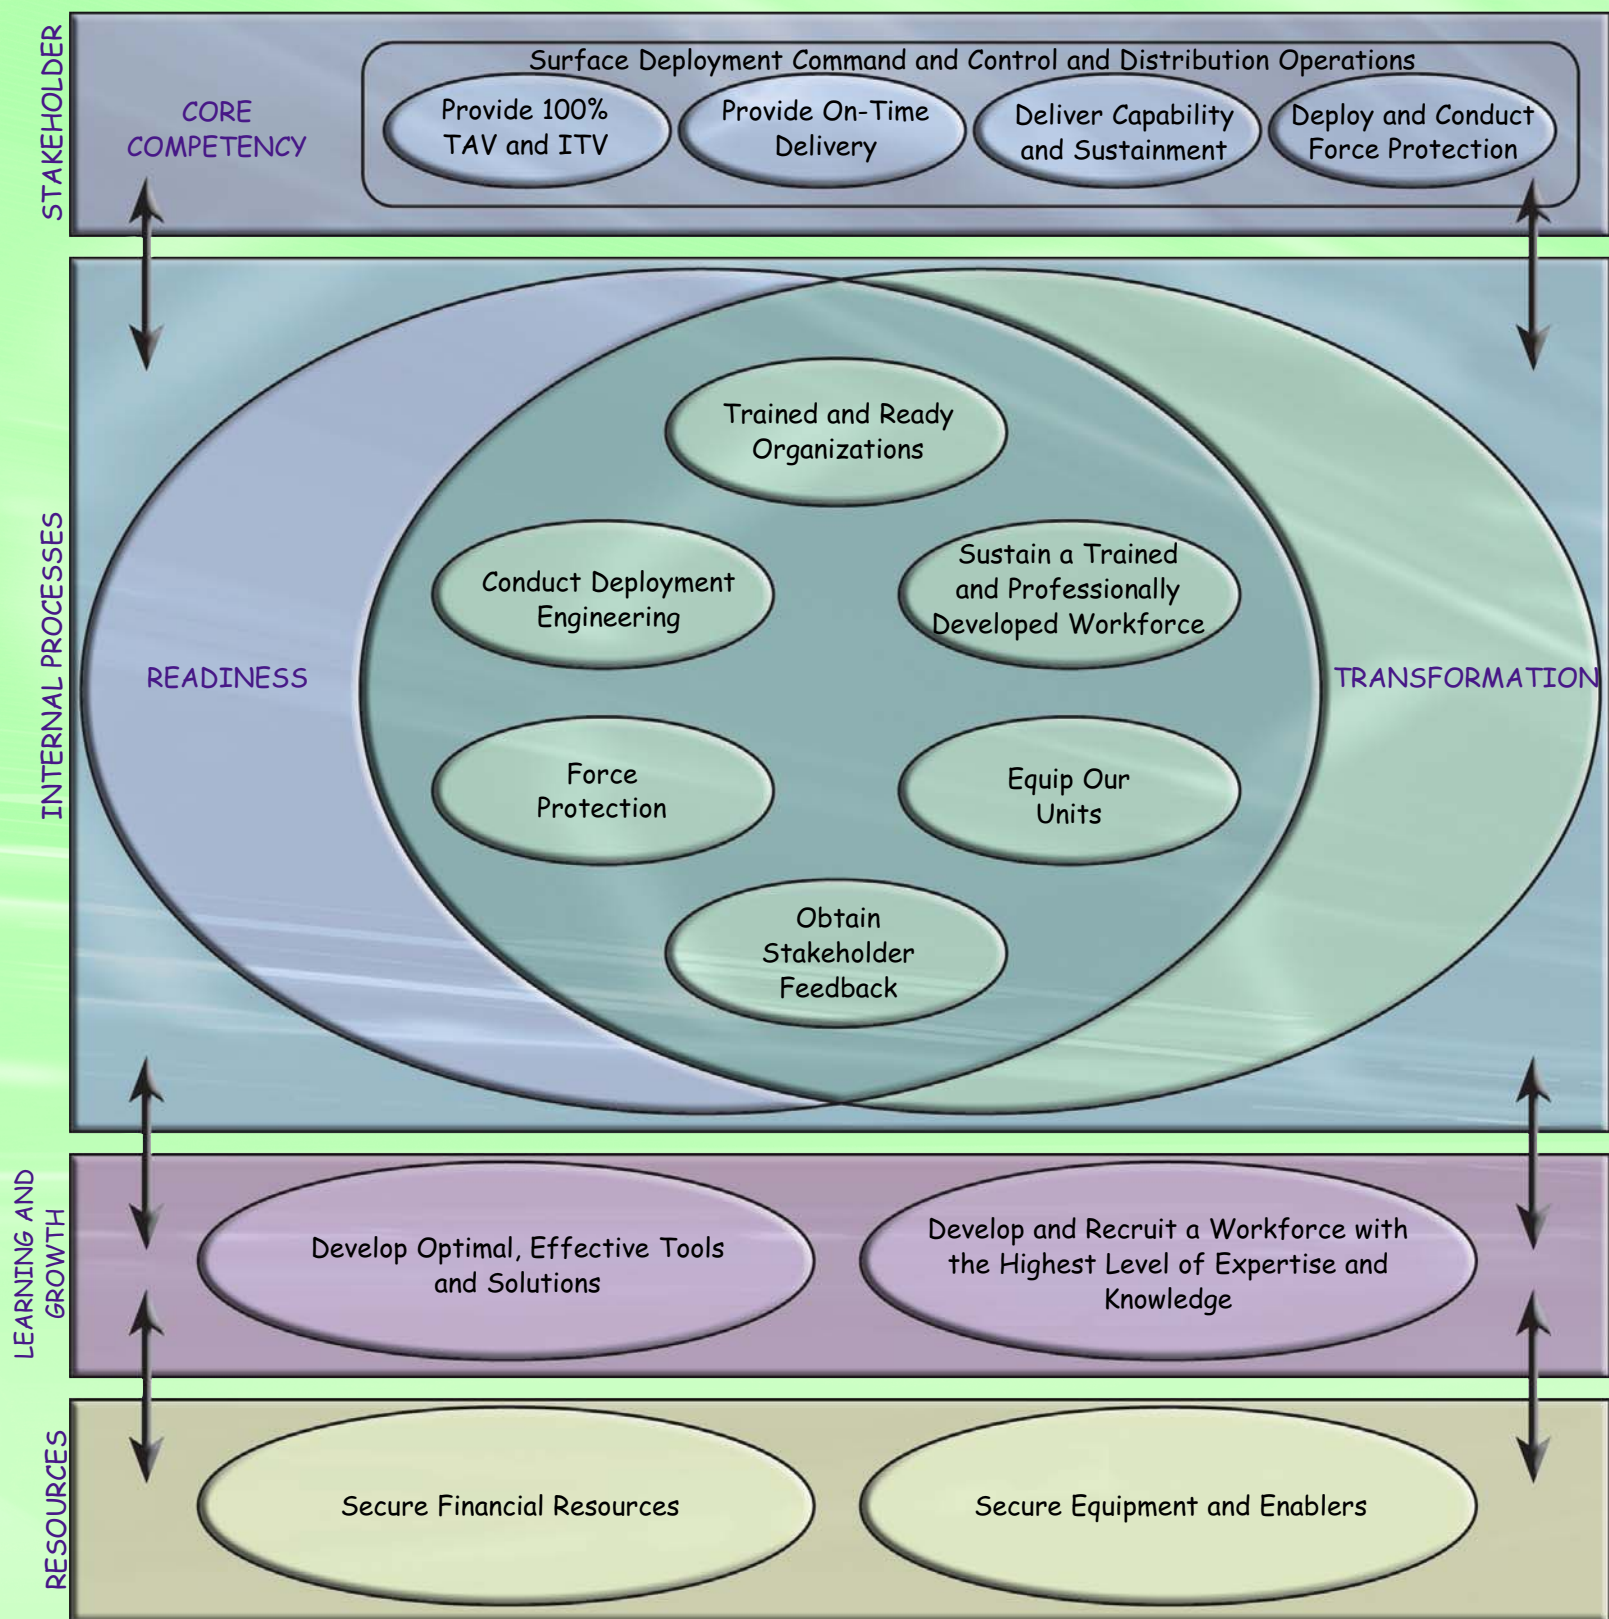 STAKEHOLDER
CORE
COMPETENCY
Surface Deployment Command and Control and Distribution Operations
Provide 100%
TAV and ITV
Provide On-Time
Delivery
Deliver Capability
and Sustainment
Deploy and Conduct
Force Protection
INTERNAL PROCESSES
READINESS
Trained and Ready
Organizations
Conduct Deployment
Engineering
Sustain a Trained
and Professionally
Developed Workforce
Force
Protection
Equip Our
Units
Obtain
Stakeholder
Feedback
TRANSFORMATION
LEARNING AND
GROWTH
Develop Optimal, Effective Tools
and Solutions
Develop and Recruit a Workforce with
the Highest Level of Expertise and
Knowledge
RESOURCES
Secure Financial Resources
Secure Equipment and Enablers